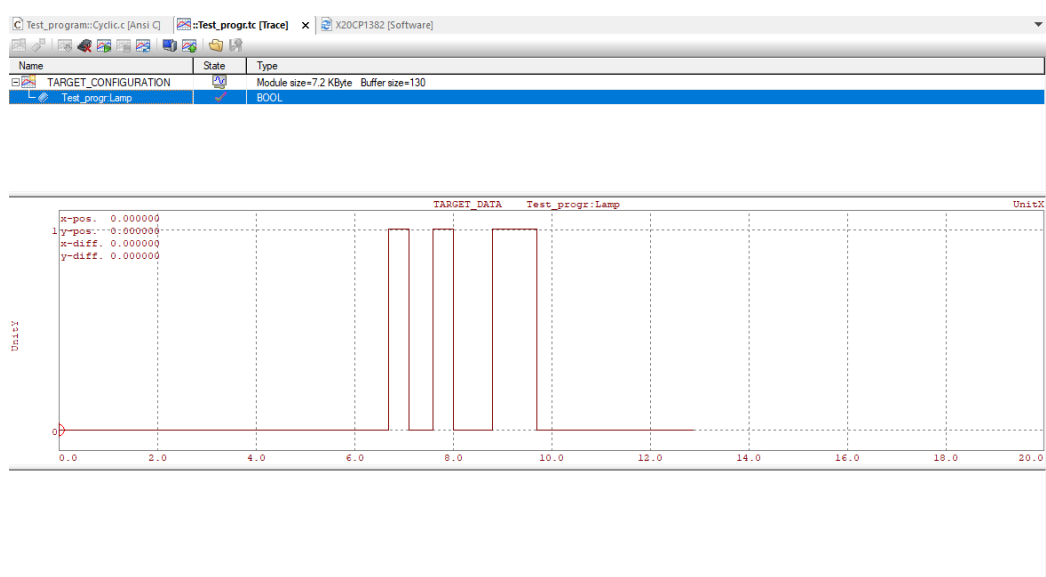 Test_program::Cyclic.c [Ansi C] ::Test_progr.tc [Trace] x X20CP1382 [Software]
Name State Type
TARGET_CONFIGURATION Module size=7.2 KByte Buffer size=130
Test_progr:Lamp BOOL
TARGET_DATA Test_progr:Lamp UnitX
x-pos. 0.000000
1 y-pos. 0.000000
x-diff. 0.000000
y-diff. 0.000000
UnitY
0
0.0 2.0 4.0 6.0 8.0 10.0 12.0 14.0 16.0 18.0 20.0